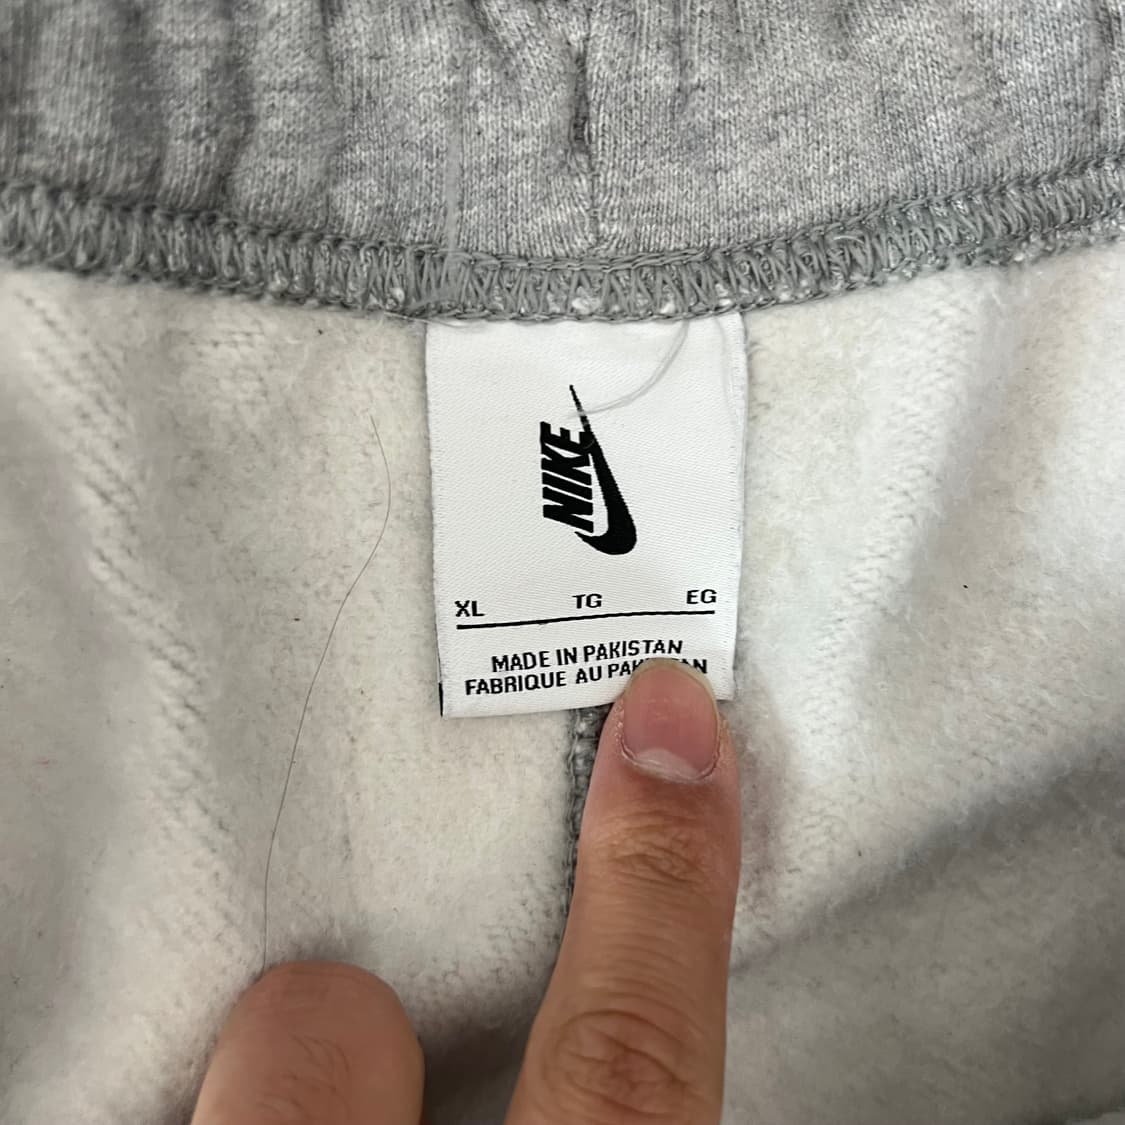 NIKE
XL TG EG
MADE IN PAKISTAN
FABRIQUE AU